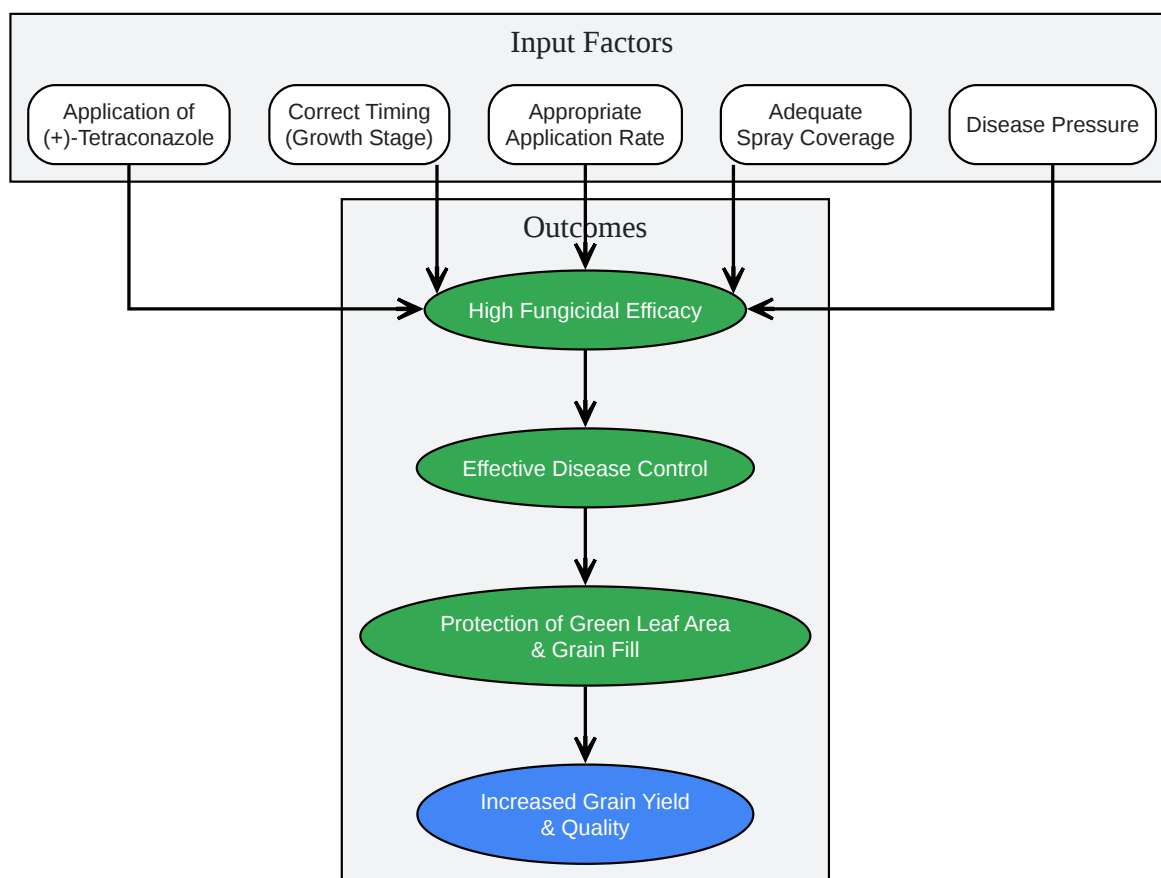 Input Factors
Application of
(+)-Tetraconazole
Correct Timing
(Growth Stage)
Appropriate
Application Rate
Adequate
Spray Coverage
Disease Pressure
Outcomes
High Fungicidal Efficacy
Effective Disease Control
Protection of Green Leaf Area
& Grain Fill
Increased Grain Yield
& Quality